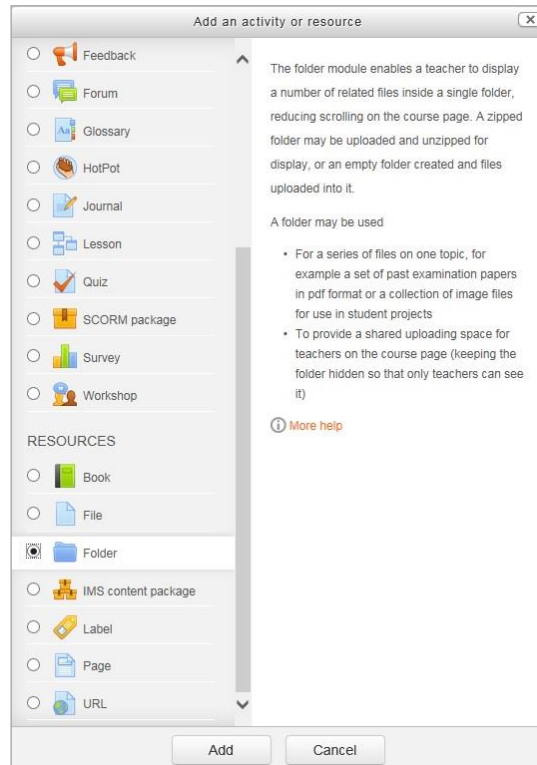 Add an activity or resource
Feedback
Forum
Aa
Glossary
HotPot
Journal
Lesson
Quiz
SCORM package
Survey
Workshop
RESOURCES
Book
File
Folder
IMS content package
Label
Page
URL
The folder module enables a teacher to display
a number of related files inside a single folder,
reducing scrolling on the course page. A zipped
folder may be uploaded and unzipped for
display, or an empty folder created and files
uploaded into it.
A folder may be used
• For a series of files on one topic, for
example a set of past examination papers
in pdf format or a collection of image files
for use in student projects
• To provide a shared uploading space for
teachers on the course page (keeping the
folder hidden so that only teachers can see
it)
More help
Add
Cancel